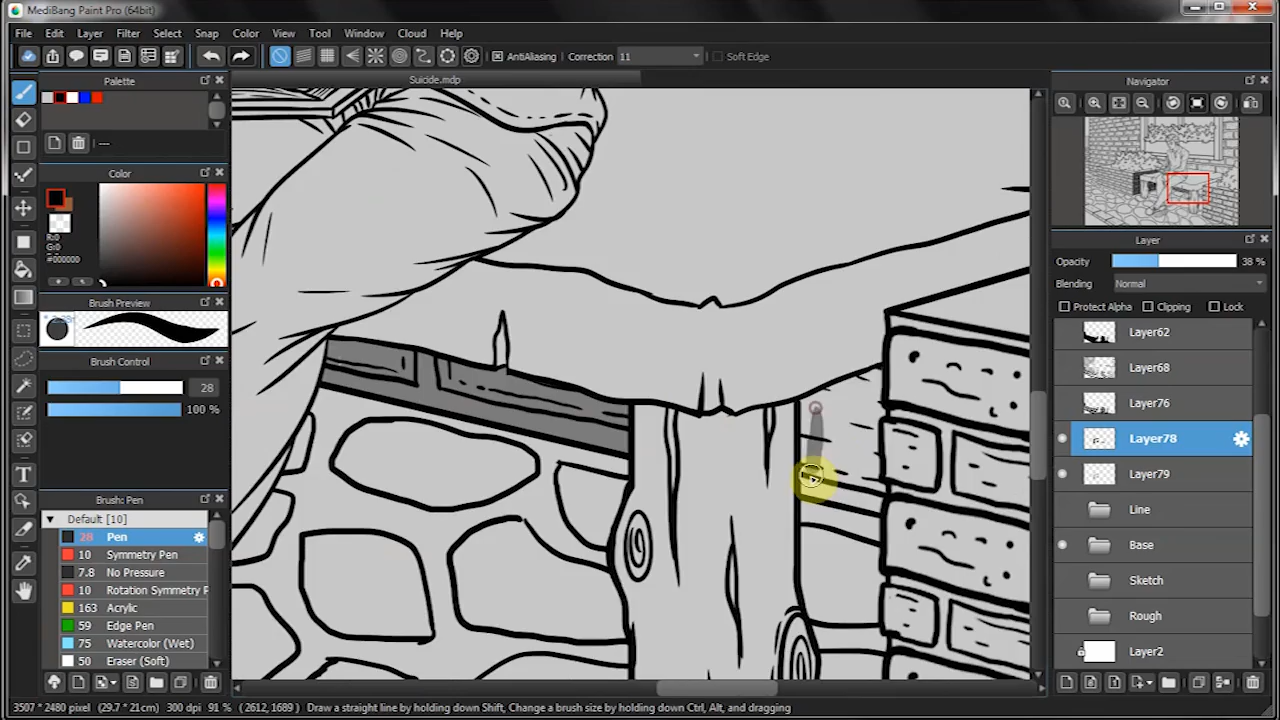 MediBang Paint Pro (64bit)
File Edit Layer Filter Select Snap Color View Tool Window Cloud Help
AntiAliasing Correction 11 Soft Edge
Palette
Suicide.mdp
Navigator
---
Color
R:0
G:0
B:0
#000000
Brush Preview
Brush Control
28
100 %
Brush: Pen
Default [10]
28 Pen
10 Symmetry Pen
7.8 No Pressure
10 Rotation Symmetry P
163 Acrylic
59 Edge Pen
75 Watercolor (Wet)
50 Eraser (Soft)
Layer
Opacity 38 %
Blending Normal
Protect Alpha Clipping Lock
Layer62
Layer68
Layer76
Layer78
Layer79
Line
Base
Sketch
Rough
Layer2
3507 * 2480 pixel (29.7 * 21cm) 300 dpi 91 % (2612, 1689) Draw a straight line by holding down Shift, Change a brush size by holding down Ctrl, Alt, and dragging